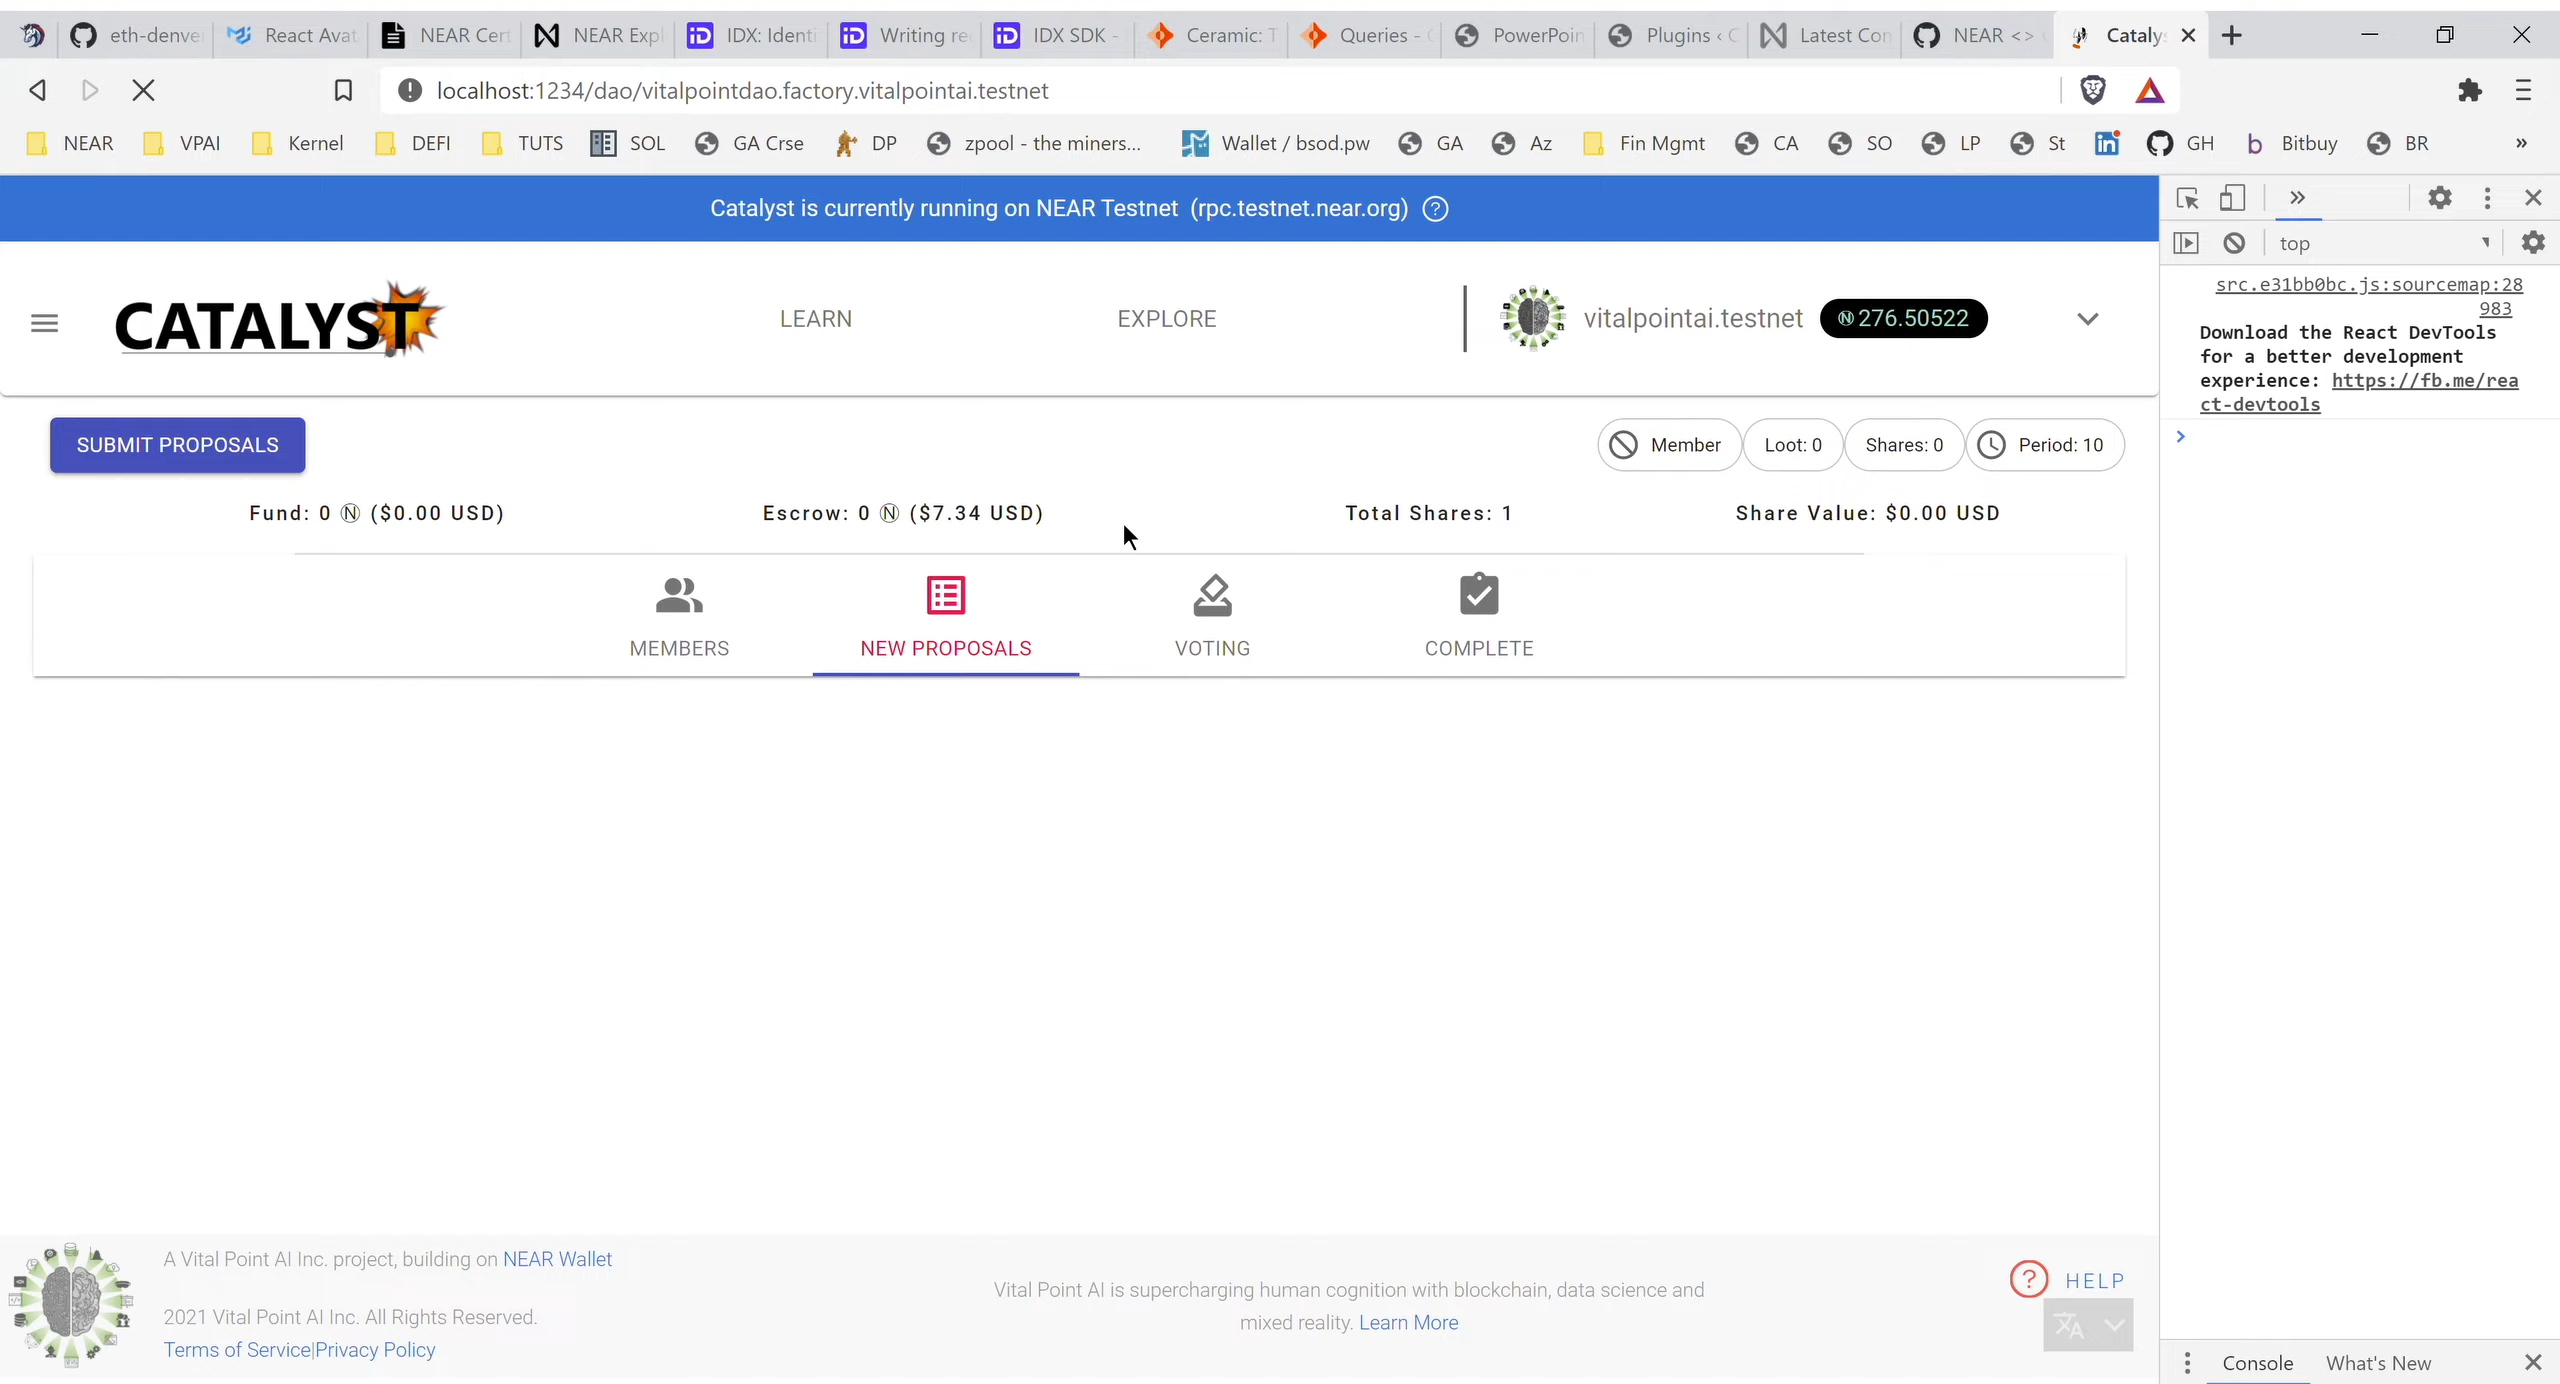 eth-denve
React Avat
NEAR Cert
NEAR Expl
IDX: Identi
Writing re
IDX SDK -
Ceramic: T
Queries - C
PowerPoin
Plugins ‹ C
Latest Con
NEAR <>
Cataly
localhost:1234/dao/vitalpointdao.factory.vitalpointai.testnet
NEAR VPAI Kernel DEFI TUTS SOL GA Crse DP zpool - the miners... Wallet / bsod.pw GA Az Fin Mgmt CA SO LP St GH Bitbuy BR »
Catalyst is currently running on NEAR Testnet (rpc.testnet.near.org)
CATALYST
LEARN
EXPLORE
vitalpointai.testnet
276.50522
SUBMIT PROPOSALS
Member
Loot: 0
Shares: 0
Period: 10
Fund: 0 Ⓝ ($0.00 USD)
Escrow: 0 Ⓝ ($7.34 USD)
Total Shares: 1
Share Value: $0.00 USD
MEMBERS
NEW PROPOSALS
VOTING
COMPLETE
top
src.e31bb0bc.js:sourcemap:28
983
Download the React DevTools
for a better development
experience: https://fb.me/rea
ct-devtools
A Vital Point AI Inc. project, building on NEAR Wallet
2021 Vital Point AI Inc. All Rights Reserved.
Terms of Service|Privacy Policy
Vital Point AI is supercharging human cognition with blockchain, data science and
mixed reality. Learn More
HELP
Console
What's New